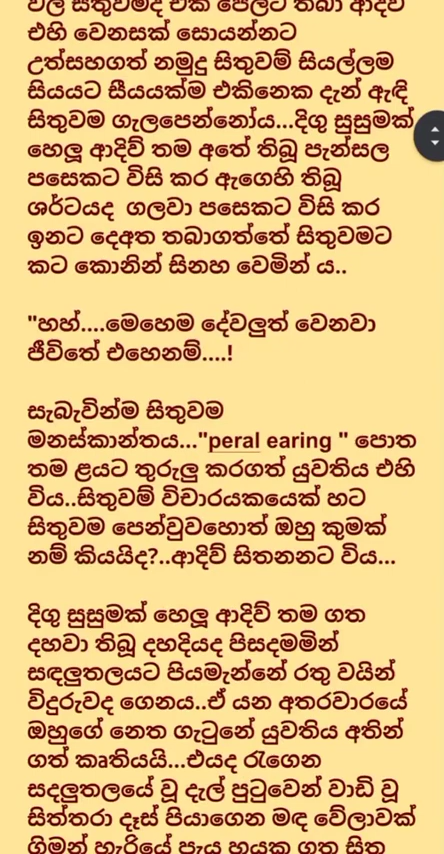 වල සිතුවමද එක පෙලට තබා ආදිව්
එහි වෙනසක් සොයන්නට
උත්සහගත් නමුදු සිතුවම් සියල්ලම
සියයට සීයයක්ම එකිනෙක දැන් ඇඳි
සිතුවම ගැලපෙන්නෝය...දිගු සුසුමක්
හෙලූ ආදිව් තම අතේ තිබූ පැන්සල
පසෙකට විසි කර ඇගෙහි තිබූ
ශර්ටයද ගලවා පසෙකට විසි කර
ඉනට දෙඅත තබාගත්තේ සිතුවමට
කට කොනින් සිනහ වෙමින් ය..
"හහ්....මෙහෙම දේවලුත් වෙනවා
ජීවිතේ එහෙනම්....!
සැබැවින්ම සිතුවම
මනස්කාන්තය..."peral earing " පොත
තම ළයට තුරුලු කරගත් යුවතිය එහි
විය..සිතුවම් විචාරයකයෙක් හට
සිතුවම පෙන්වුවහොත් ඔහු කුමක්
නම් කියයිද?..ආදිව් සිතනනට විය...
දිගු සුසුමක් හෙලූ ආදිව් තම ගත
දහවා තිබූ දහදියද පිසදමමින්
සඳලුතලයට පියමැන්නේ රතු වයින්
විදුරුවද ගෙනය..ඒ යන අතරවාරයේ
ඔහුගේ නෙත ගැටුනේ යුවතිය අතින්
ගත් කෘතියයි...එයද රැගෙන
සදලුතලයේ වූ දැල් පුටුවෙන් වාඩි වූ
සිත්තරා දෑස් පියාගෙන මඳ වේලාවක්
ගිමන් හැරියේ පැය හයක ගත සිත